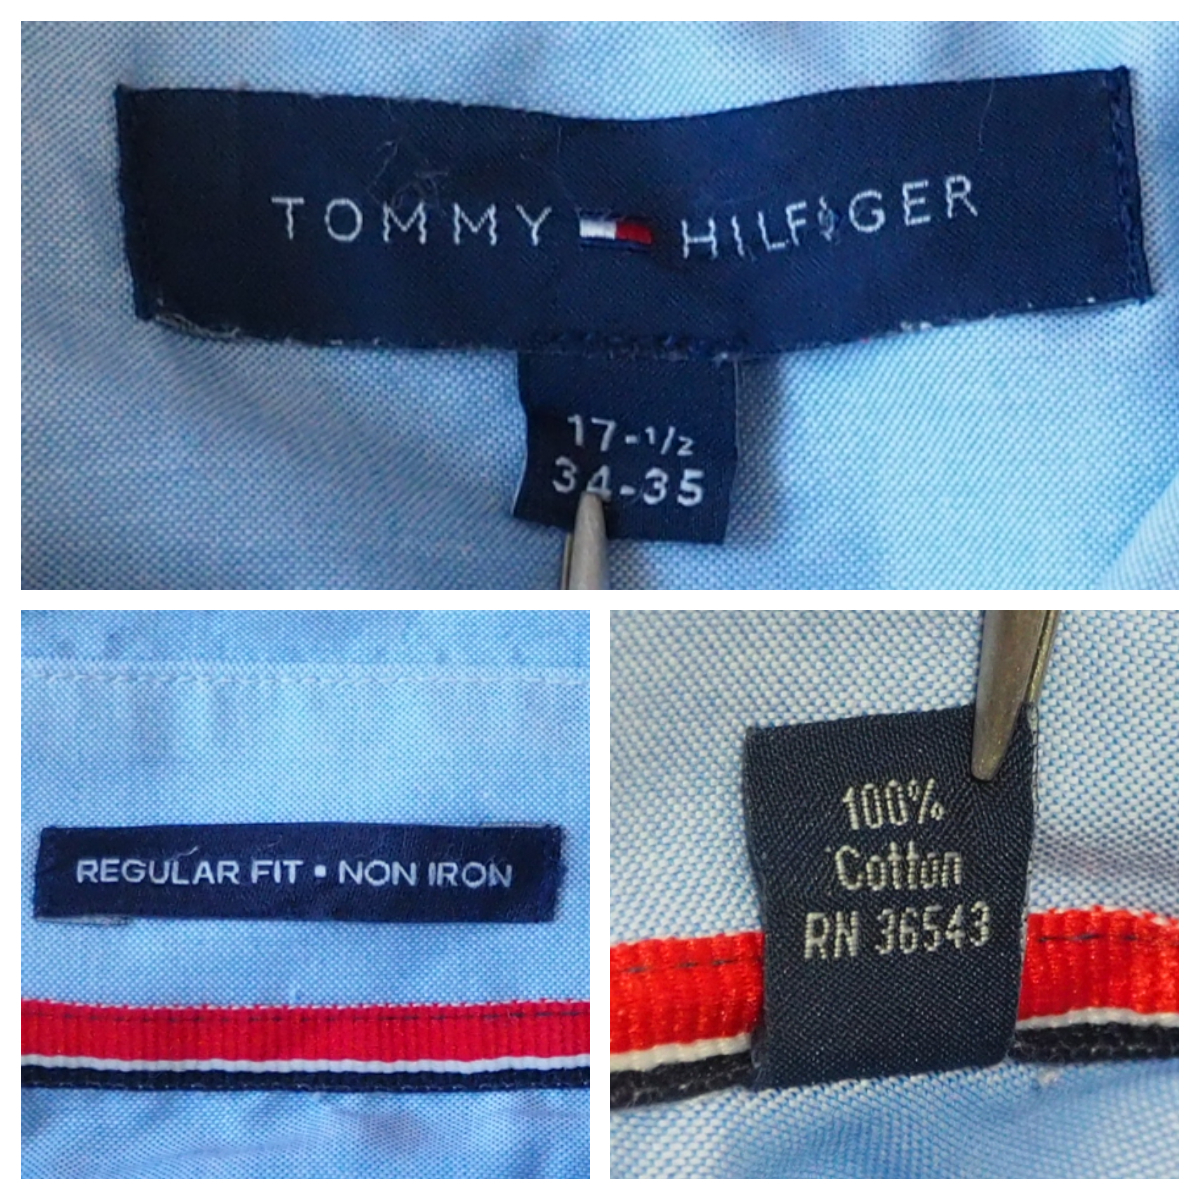 TOMMY HILFIGER
17-1/2
34-35
REGULAR FIT • NON IRON
100%
Cotton
RN 36543